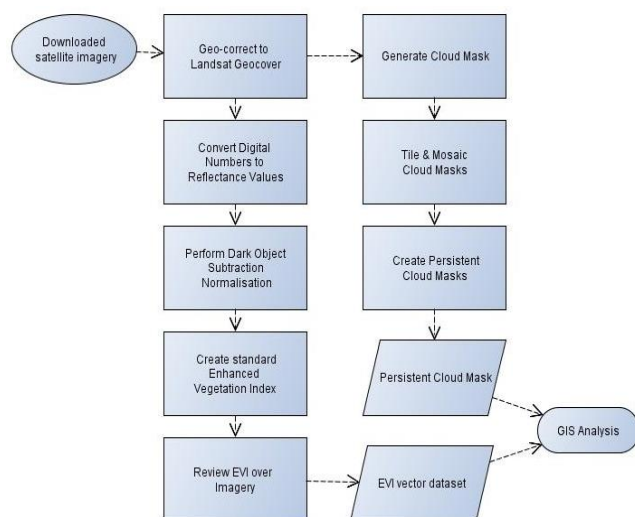 Downloaded
satellite imagery
Geo-correct to
Landsat Geocover
Generate Cloud Mask
Convert Digital
Numbers to
Reflectance Values
Tile & Mosaic
Cloud Masks
Perform Dark Object
Subtraction
Normalisation
Create Persistent
Cloud Masks
Create standard
Enhanced
Vegetation Index
Persistent Cloud Mask
GIS Analysis
Review EVI over
Imagery
EVI vector dataset